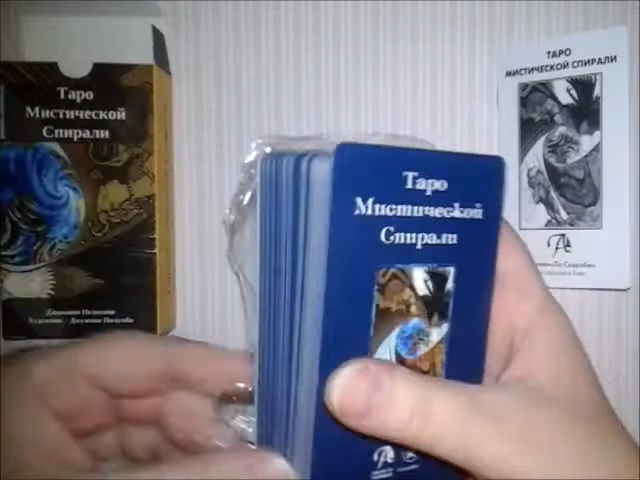 Таро
Мистической
Спирали
Таро
Мистической
Спирали
ТАРО
МИСТИЧЕСКОЙ СПИРАЛИ